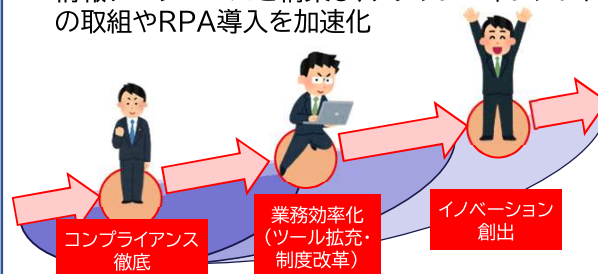 の取組やRPA導入を加速化
コンプライアンス
徹底
業務効率化
(ツール拡充・
制度改革)
イノベーション
創出